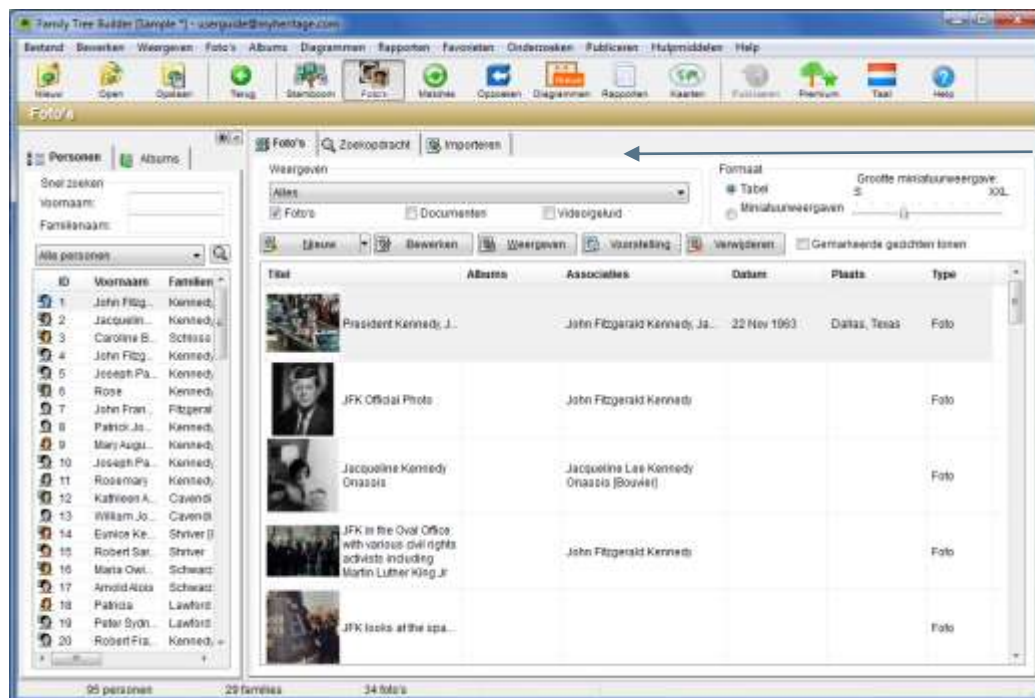 Family Tree Builder (Sample *) - userguide@myheritage.com
Bestand Bewerken Weergeven Foto's Albums Diagrammen Rapporten Favorieten Onderzoeken Publiceren Hulpmiddelen Help
Nieuw Open Opslaan Terug Stamboom Foto's Matches Opzoeken Diagrammen Rapporten Kaarten Publiceren Premium Taal Help
Foto's
Personen Albums
Snel zoeken
Voornaam:
Familienaam:
Alle personen
ID Voornaam Familien
1 John Fitzg... Kennedy,
2 Jacquelin... Kennedy,
3 Caroline B... Schloss
4 John Fitzg... Kennedy,
5 Joseph Pa... Kennedy,
6 Rose Kennedy,
7 John Fran... Fitzgeral
8 Patrick Jo... Kennedy,
9 Mary Augu... Kennedy,
10 Joseph Pa... Kennedy,
11 Rosemary Kennedy,
12 Kathleen A... Cavendi
13 William Jo... Cavendi
14 Eunice Ke... Shriver [
15 Robert Sar... Shriver
16 Maria Owi... Schwarz
17 Arnold Alois Schwarz
18 Patricia Lawford
19 Peter Sydn... Lawford
20 Robert Fra... Kennedy,
Foto's Zoekopdracht Importeren
Weergeven
Alles
Foto's Documenten Video/geluid
Formaat
Tabel
Miniatuurweergaven
Grootte miniatuurweergave:
S XXL
Nieuw Bewerken Weergeven Voorstelling Verwijderen Gemarkeerde gezichten tonen
Titel Albums Associaties Datum Plaats Type
President Kennedy, J... John Fitzgerald Kennedy, Ja... 22 Nov 1963 Dallas, Texas Foto
JFK Official Photo John Fitzgerald Kennedy Foto
Jacqueline Kennedy
Onassis
Jacqueline Lee Kennedy
Onassis [Bouvier]
Foto
JFK in the Oval Office
with various civil rights
activists including
Martin Luther King Jr
John Fitzgerald Kennedy
Foto
JFK looks at the spa... Foto
95 personen 29 families 34 foto's